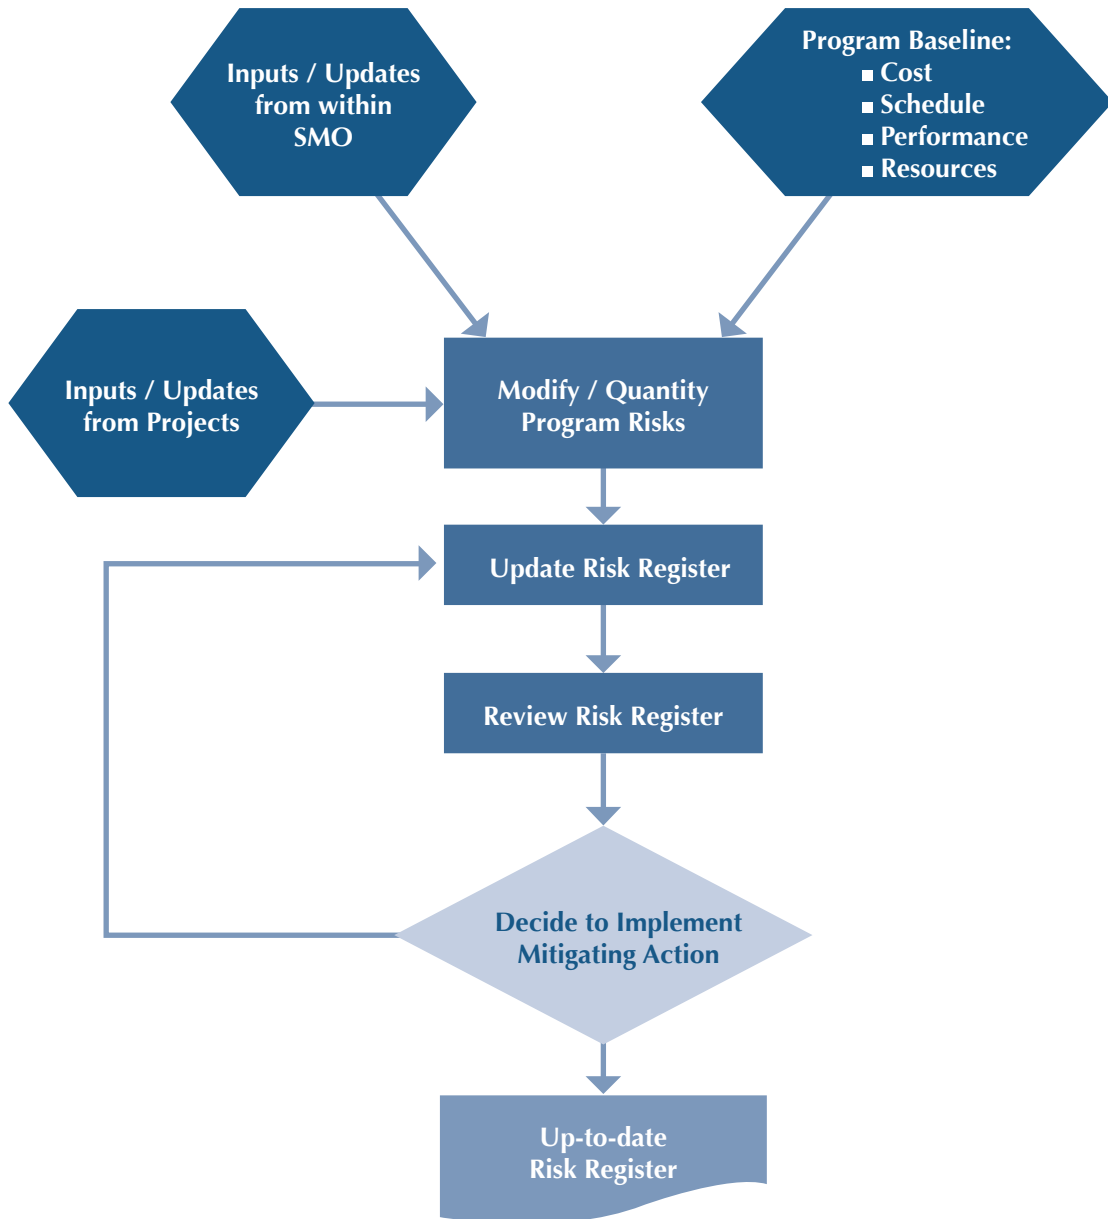 Inputs / Updates
from within
SMO
Program Baseline:
■ Cost
■ Schedule
■ Performance
■ Resources
Inputs / Updates
from Projects
Modify / Quantity
Program Risks
Update Risk Register
Review Risk Register
Decide to Implement
Mitigating Action
Up-to-date
Risk Register